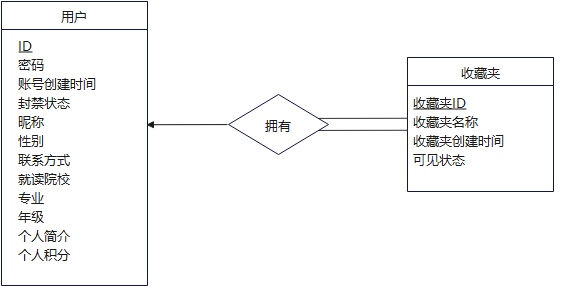 用户
ID
密码
账号创建时间
封禁状态
昵称
性别
联系方式
就读院校
专业
年级
个人简介
个人积分
拥有
收藏夹
收藏夹ID
收藏夹名称
收藏夹创建时间
可见状态